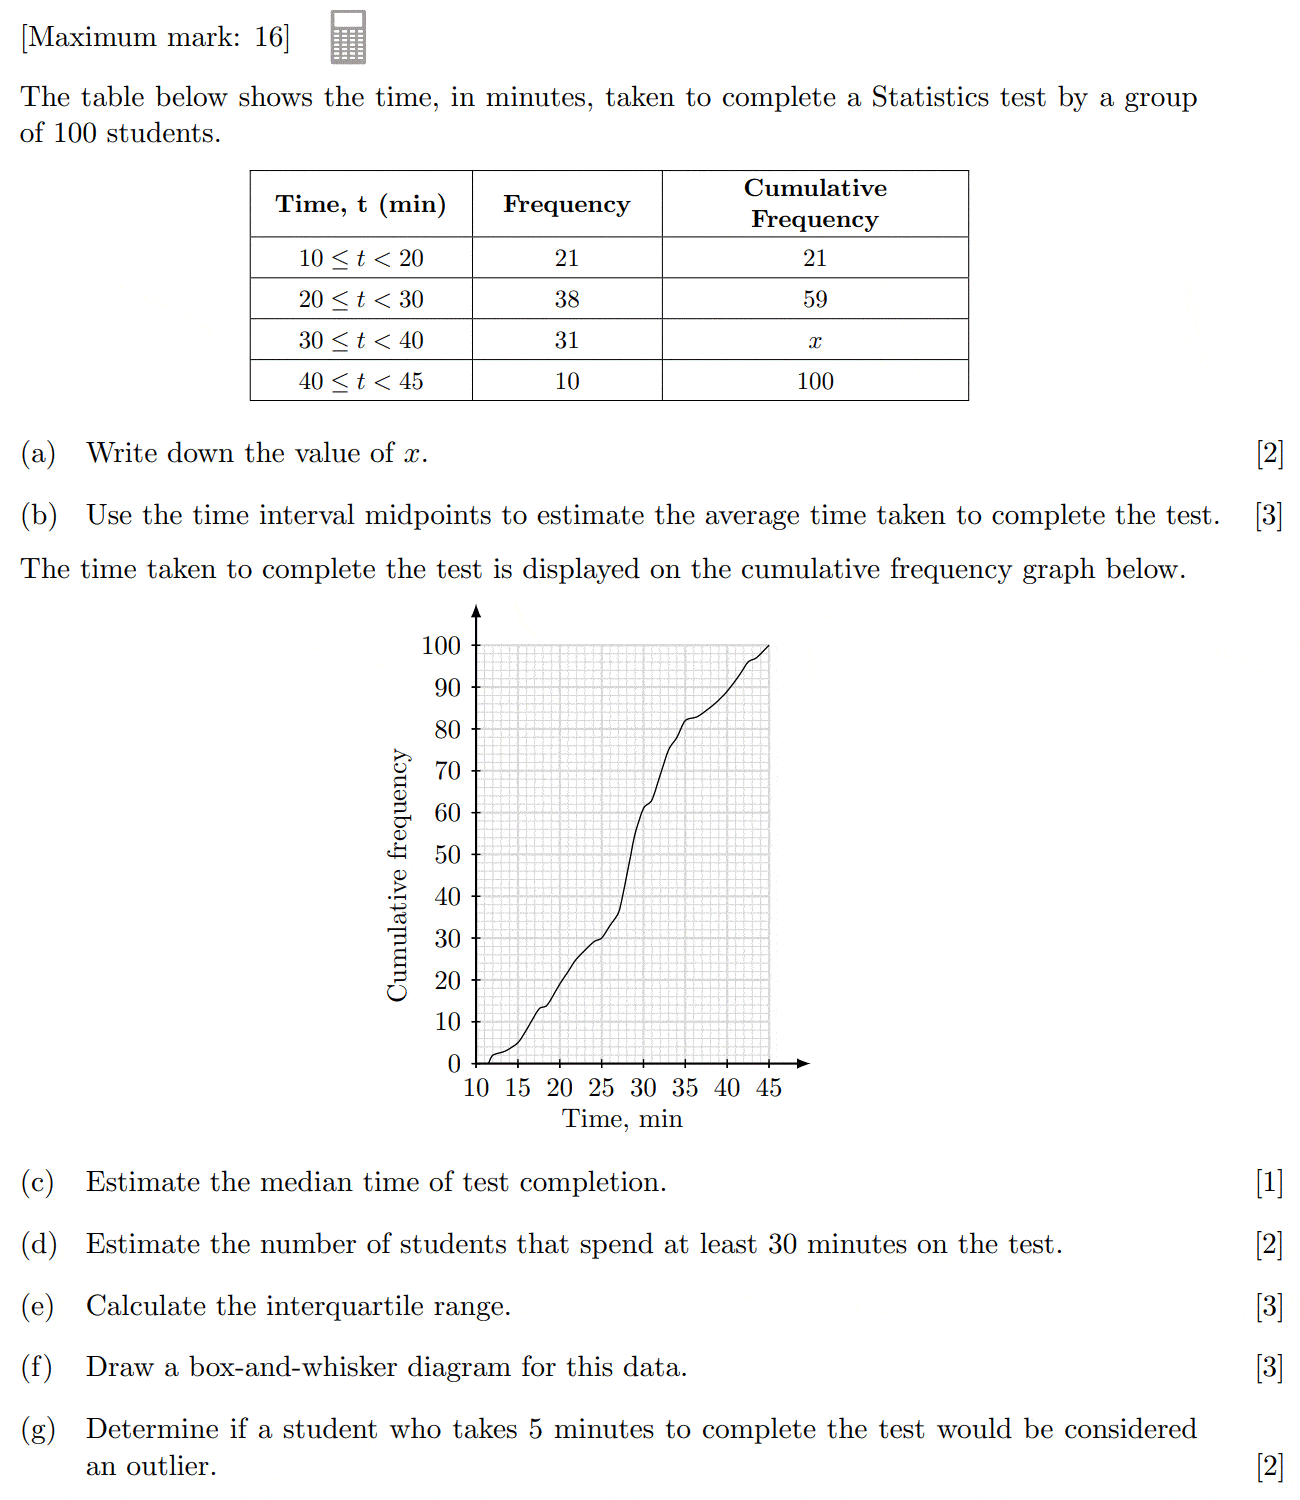 [Maximum mark: 16]
The table below shows the time, in minutes, taken to complete a Statistics test by a group
of 100 students.
Time, t (min) Frequency Cumulative Frequency
10 ≤ t < 20 21 21
20 ≤ t < 30 38 59
30 ≤ t < 40 31 x
40 ≤ t < 45 10 100
(a) Write down the value of x. [2]
(b) Use the time interval midpoints to estimate the average time taken to complete the test. [3]
The time taken to complete the test is displayed on the cumulative frequency graph below.
100
90
80
70
60
50
40
30
20
10
0
Cumulative frequency
10 15 20 25 30 35 40 45
Time, min
(c) Estimate the median time of test completion. [1]
(d) Estimate the number of students that spend at least 30 minutes on the test. [2]
(e) Calculate the interquartile range. [3]
(f) Draw a box-and-whisker diagram for this data. [3]
(g) Determine if a student who takes 5 minutes to complete the test would be considered
an outlier. [2]